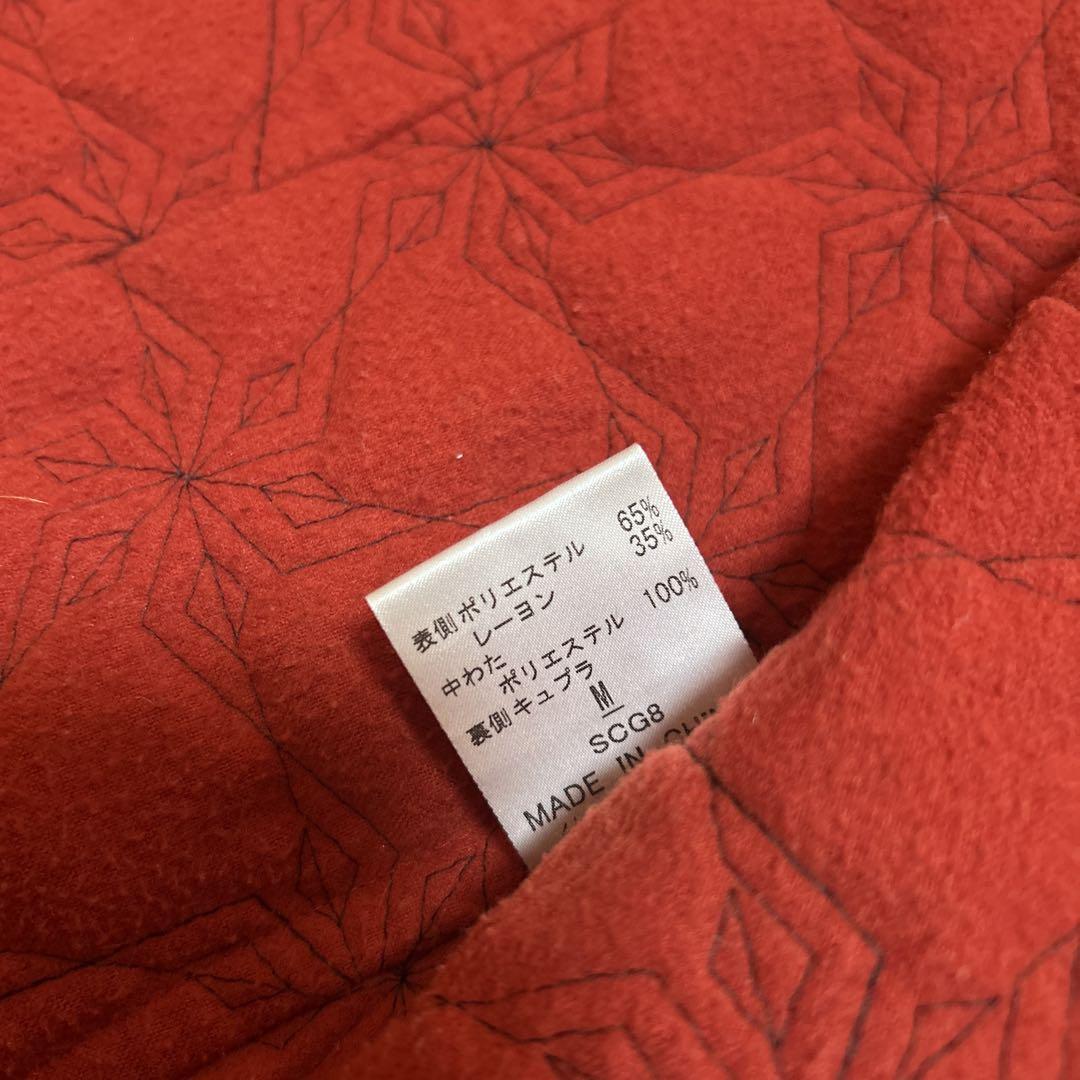 表側 ポリエステル 65%
レーヨン 35%
中わた
ポリエステル 100%
裏側 キュプラ
M
SCG8
MADE IN